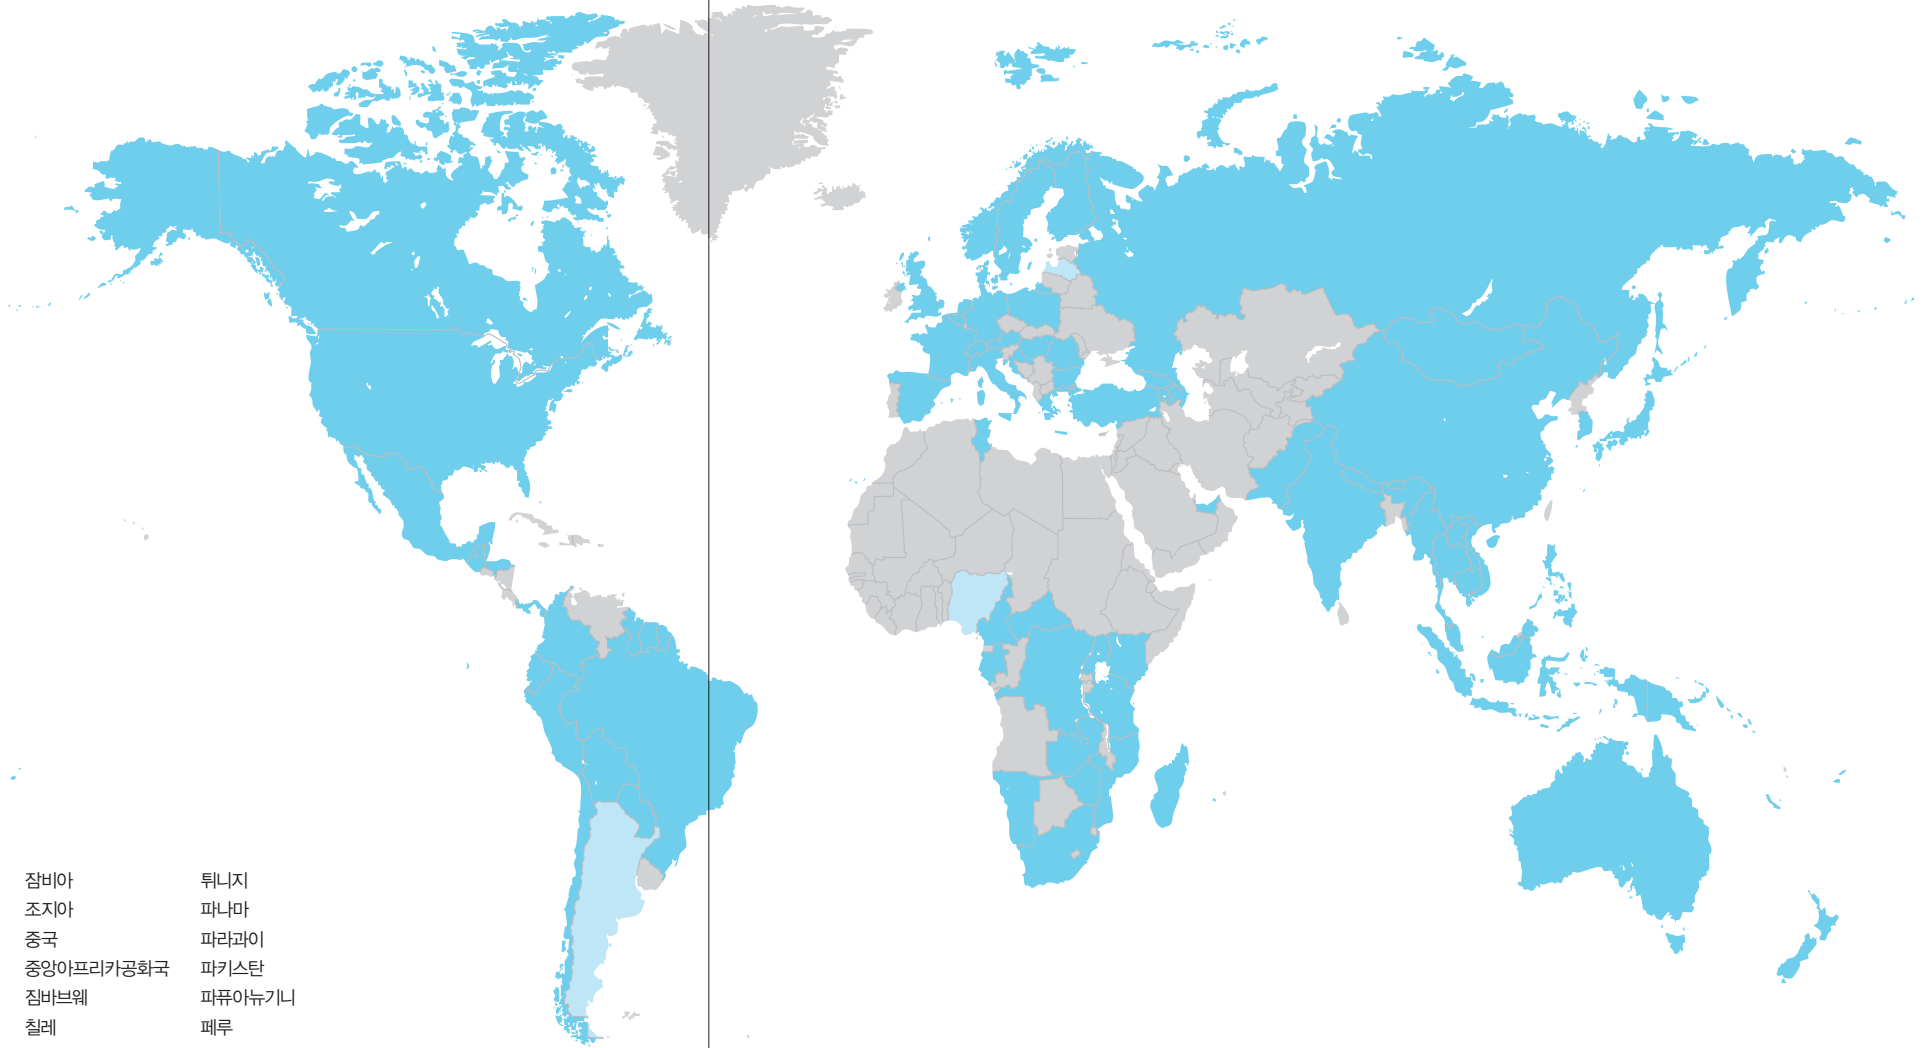 잠비아
조지아
중국
중앙아프리카공화국
짐바브웨
칠레
튀니지
파나마
파라과이
파키스탄
파퓨아뉴기니
페루